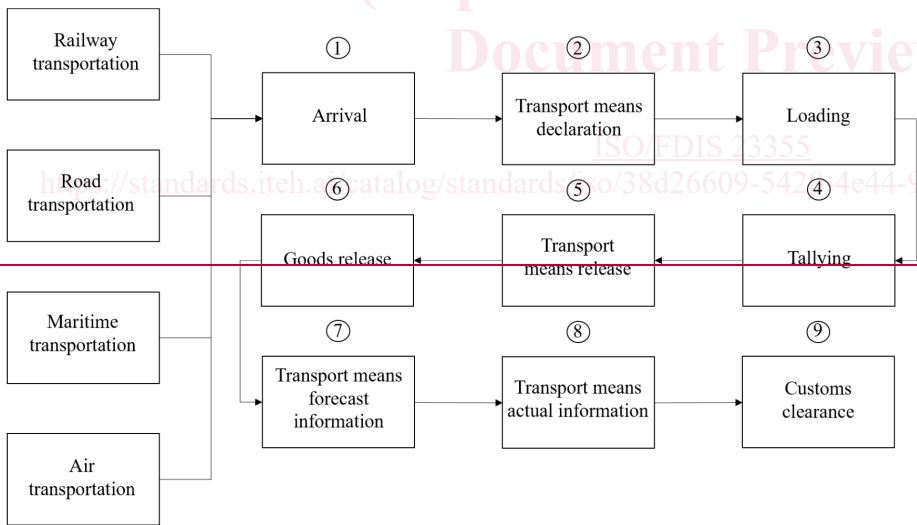 Document Previe
ISO/FDIS 23355
https://standards.iteh.ai/catalog/standards/iso/38d26609-5420-4e44-9
Railway
transportation
Road
transportation
Maritime
transportation
Air
transportation
①
Arrival
②
Transport means
declaration
③
Loading
④
Tallying
⑤
Transport
means release
⑥
Goods release
⑦
Transport means
forecast information
⑧
Transport means
actual information
⑨
Customs
clearance